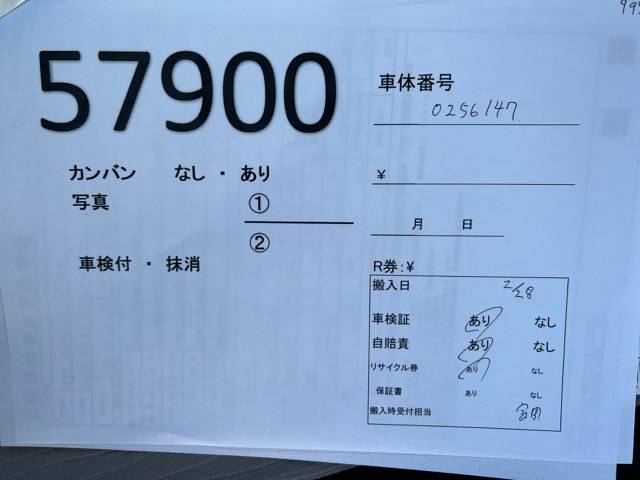 57900
車体番号
0256147
カンバン なし ・ あり
¥
写真 ①
②
月 日
車検付 ・ 抹消
R券:¥
搬入日 2/28
車検証 あり なし
自賠責 あり なし
リサイクル券 あり なし
保証書 あり なし
搬入時受付担当